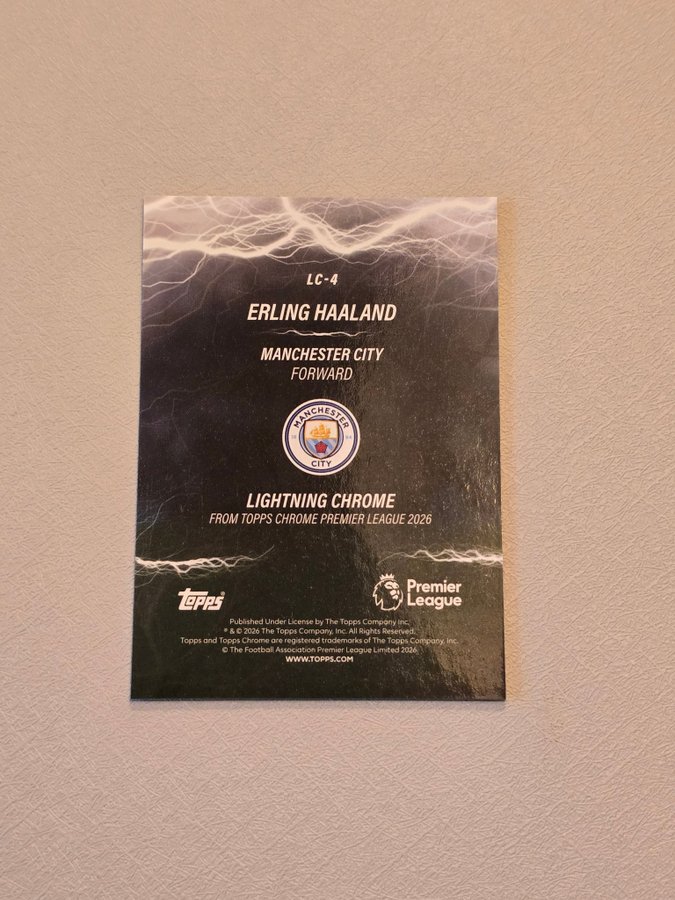 LC-4
ERLING HAALAND
MANCHESTER CITY
FORWARD
MANCHESTER
18 94
CITY
LIGHTNING CHROME
FROM TOPPS CHROME PREMIER LEAGUE 2026
Topps
Premier
League
Published Under License by The Topps Company Inc.
® & © 2026 The Topps Company, Inc. All Rights Reserved.
Topps and Topps Chrome are registered trademarks of The Topps Company, Inc.
© The Football Association Premier League Limited 2026
WWW.TOPPS.COM